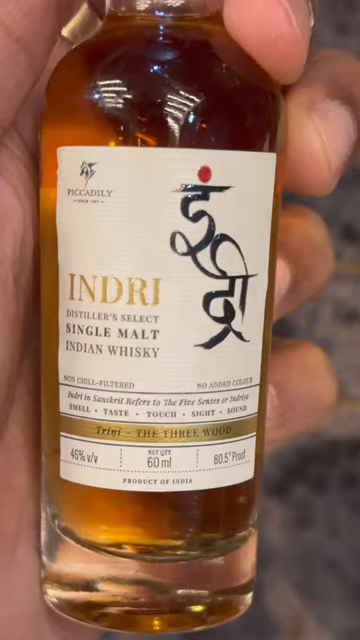 PICCADILY
इंद्री
INDRI
DISTILLER'S SELECT
SINGLE MALT
INDIAN WHISKY
NON CHILL-FILTERED NO ADDED COLOUR
Indri in Sanskrit Refers to The Five Senses or Indriya
SMELL • TASTE • TOUCH • SIGHT • SOUND
Trini - THE THREE WOOD
46% v/v NET QTY 60 ml 80.5° Proof
PRODUCT OF INDIA